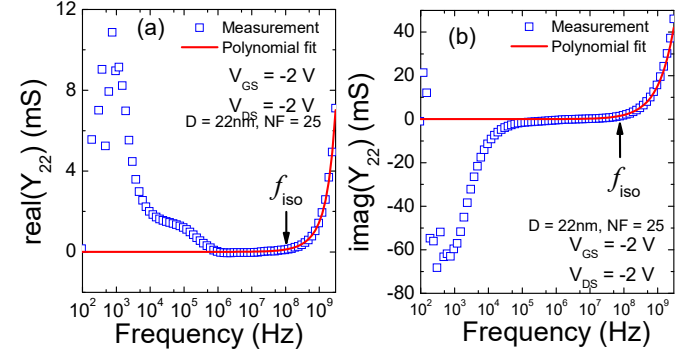 (a)
Measurement
Polynomial fit
V_GS = -2 V
V_DS = -2 V
D = 22nm, NF = 25
f_iso
real(Y_22) (mS)
12
8
4
0
10^2 10^3 10^4 10^5 10^6 10^7 10^8 10^9
Frequency (Hz)
(b)
Measurement
Polynomial fit
f_iso
D = 22nm, NF = 25
V_GS = -2 V
V_DS = -2 V
imag(Y_22) (mS)
40
20
0
-20
-40
-60
-80
10^2 10^3 10^4 10^5 10^6 10^7 10^8 10^9
Frequency (Hz)